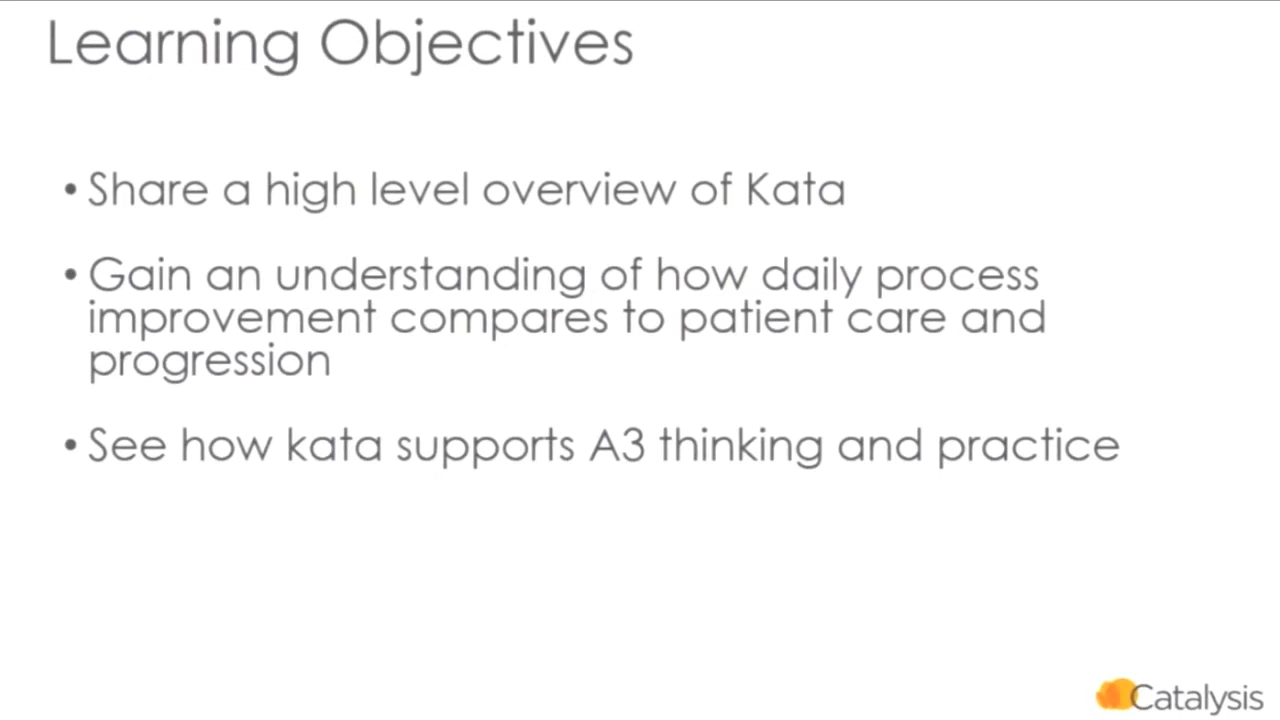 Learning Objectives
• Share a high level overview of Kata
• Gain an understanding of how daily process
improvement compares to patient care and
progression
• See how kata supports A3 thinking and practice
Catalysis